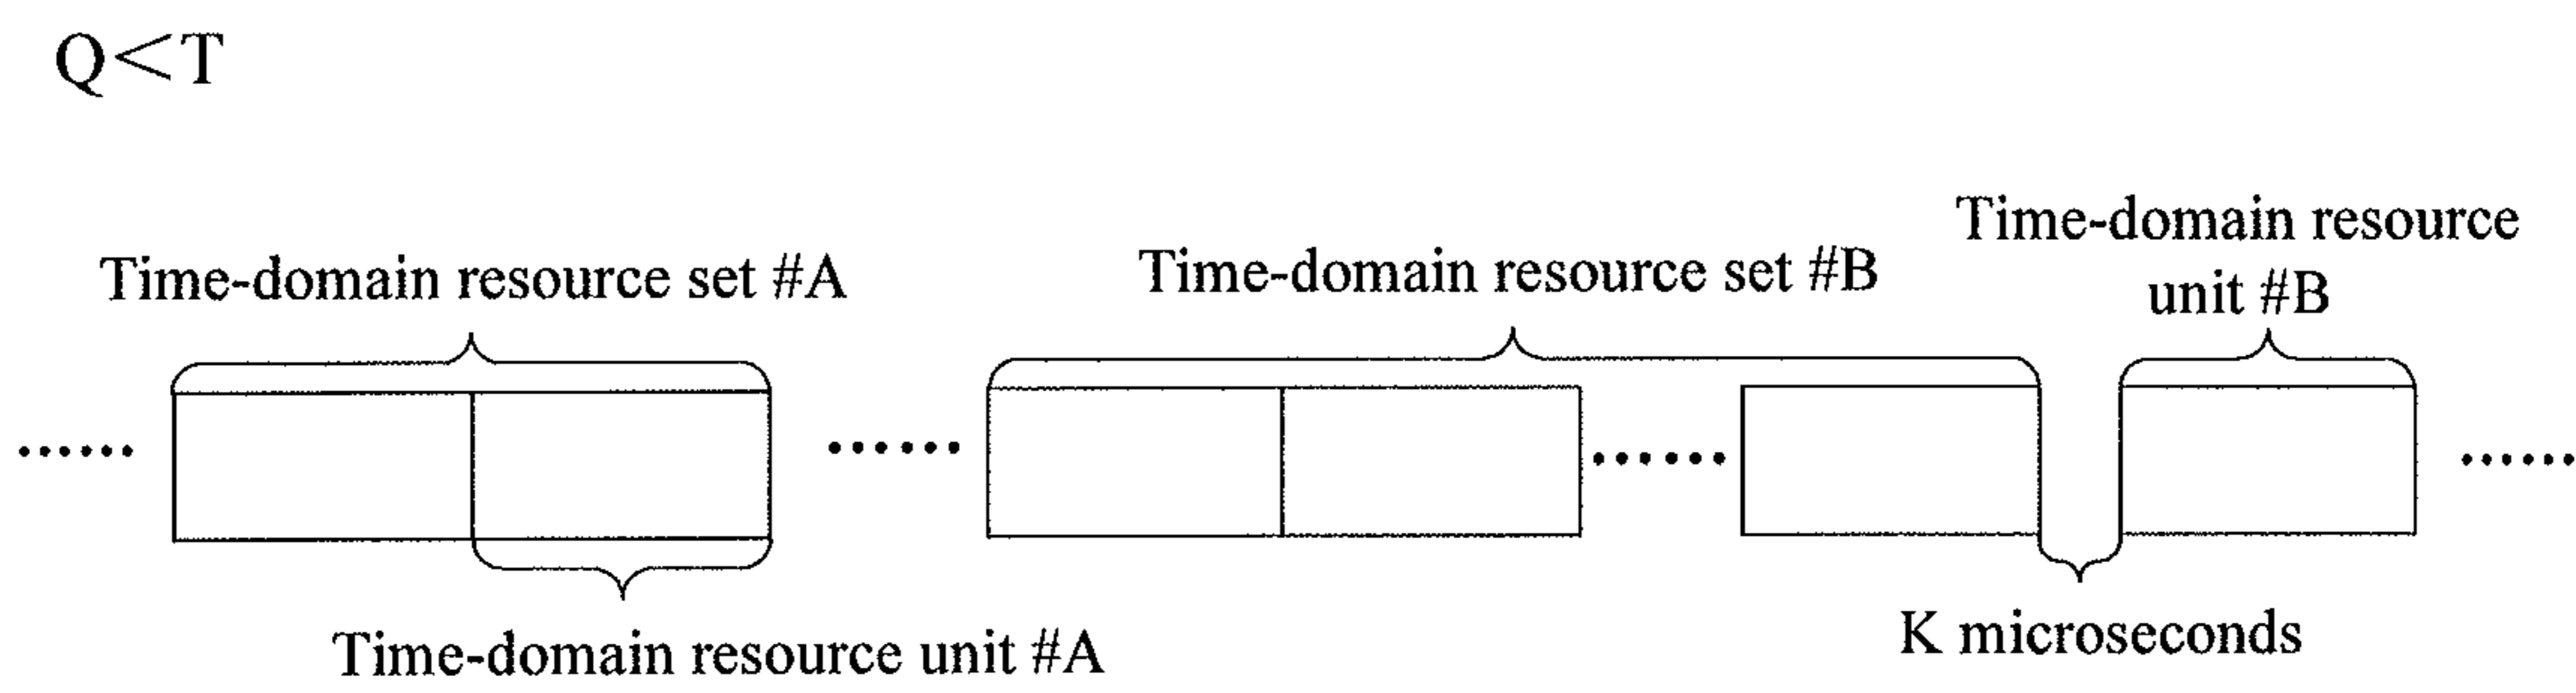 Q<T
Time-domain resource set #A
Time-domain resource set #B
Time-domain resource
unit #B
......
......
......
......
Time-domain resource unit #A
K microseconds